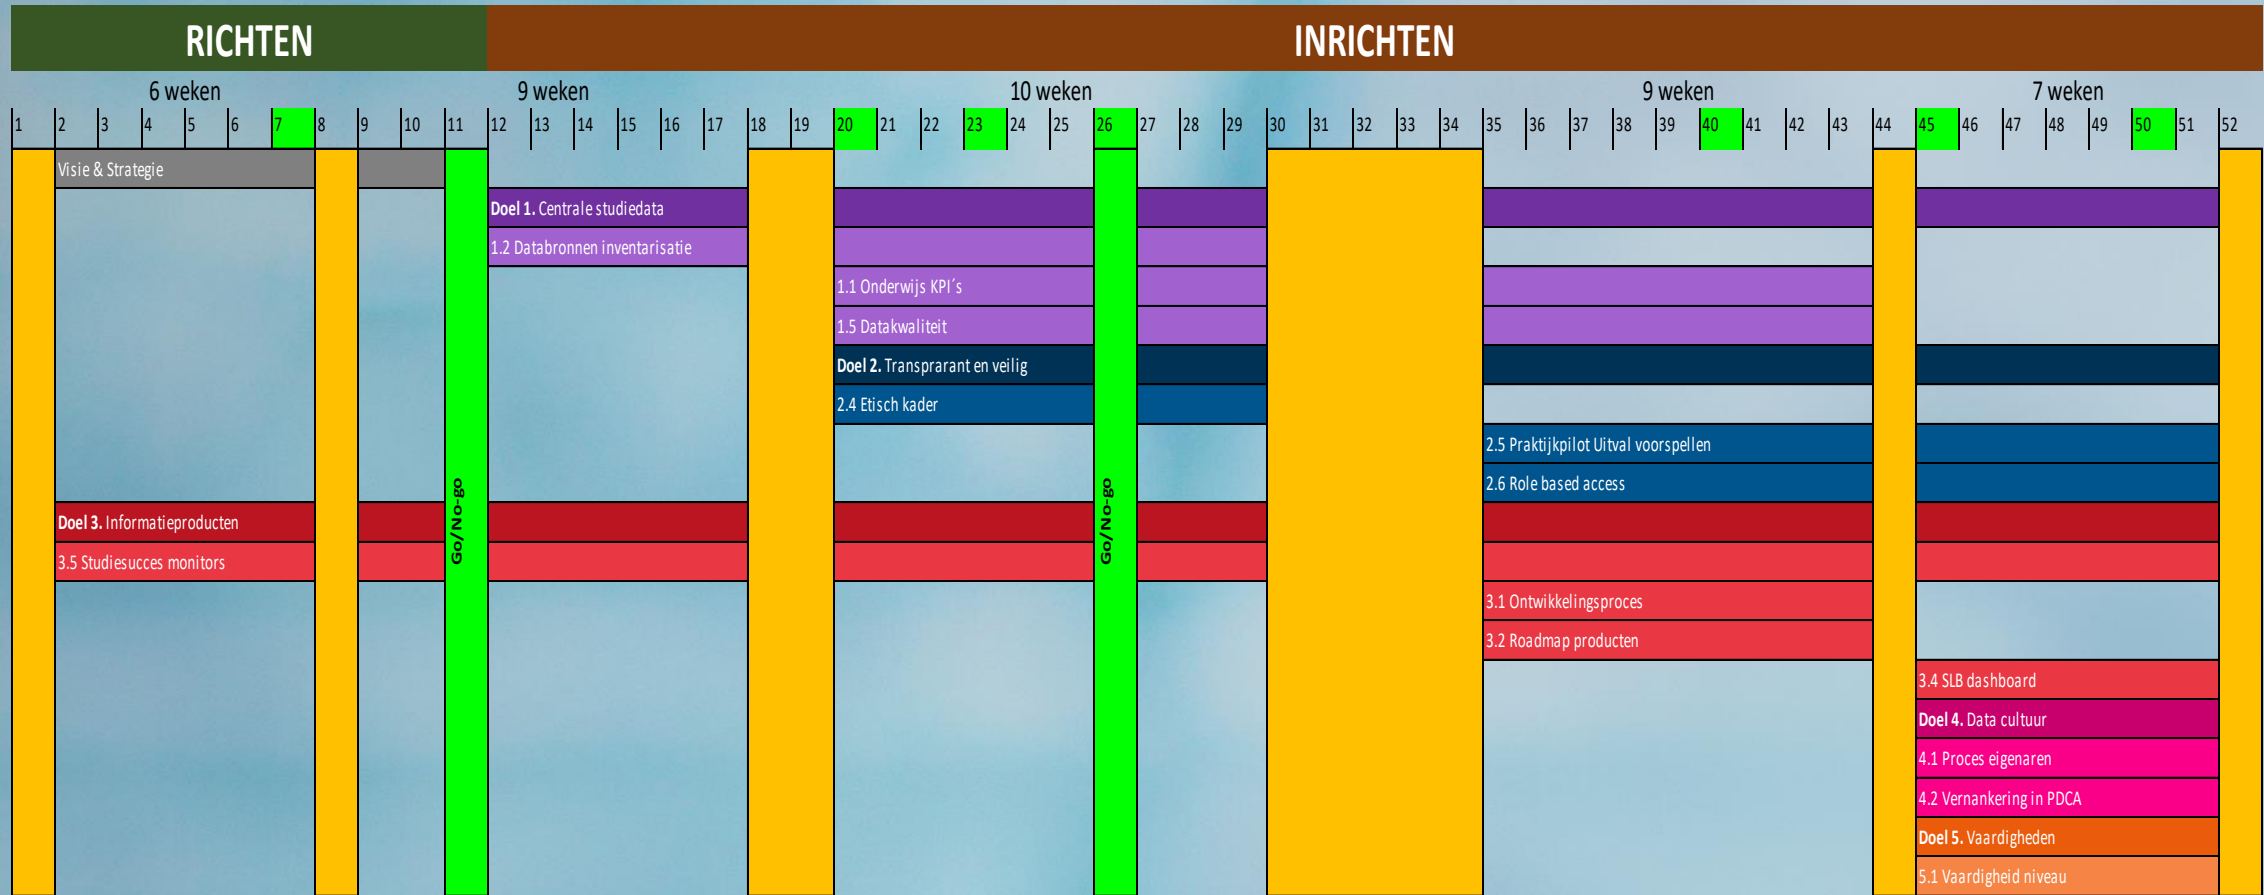 RICHTEN INRICHTEN
6 weken 9 weken 10 weken 9 weken 7 weken
1 2 3 4 5 6 7 8 9 10 11 12 13 14 15 16 17 18 19 20 21 22 23 24 25 26 27 28 29 30 31 32 33 34 35 36 37 38 39 40 41 42 43 44 45 46 47 48 49 50 51 52
Visie & Strategie
Doel 1. Centrale studiedata
1.2 Databronnen inventarisatie
1.1 Onderwijs KPI´s
1.5 Datakwaliteit
Doel 2. Transprarant en veilig
2.4 Etisch kader
2.5 Praktijkpilot Uitval voorspellen
2.6 Role based access
Go/No-go
Go/No-go
Doel 3. Informatieproducten
3.5 Studiesucces monitors
3.1 Ontwikkelingsproces
3.2 Roadmap producten
3.4 SLB dashboard
Doel 4. Data cultuur
4.1 Proces eigenaren
4.2 Vernankering in PDCA
Doel 5. Vaardigheden
5.1 Vaardigheid niveau